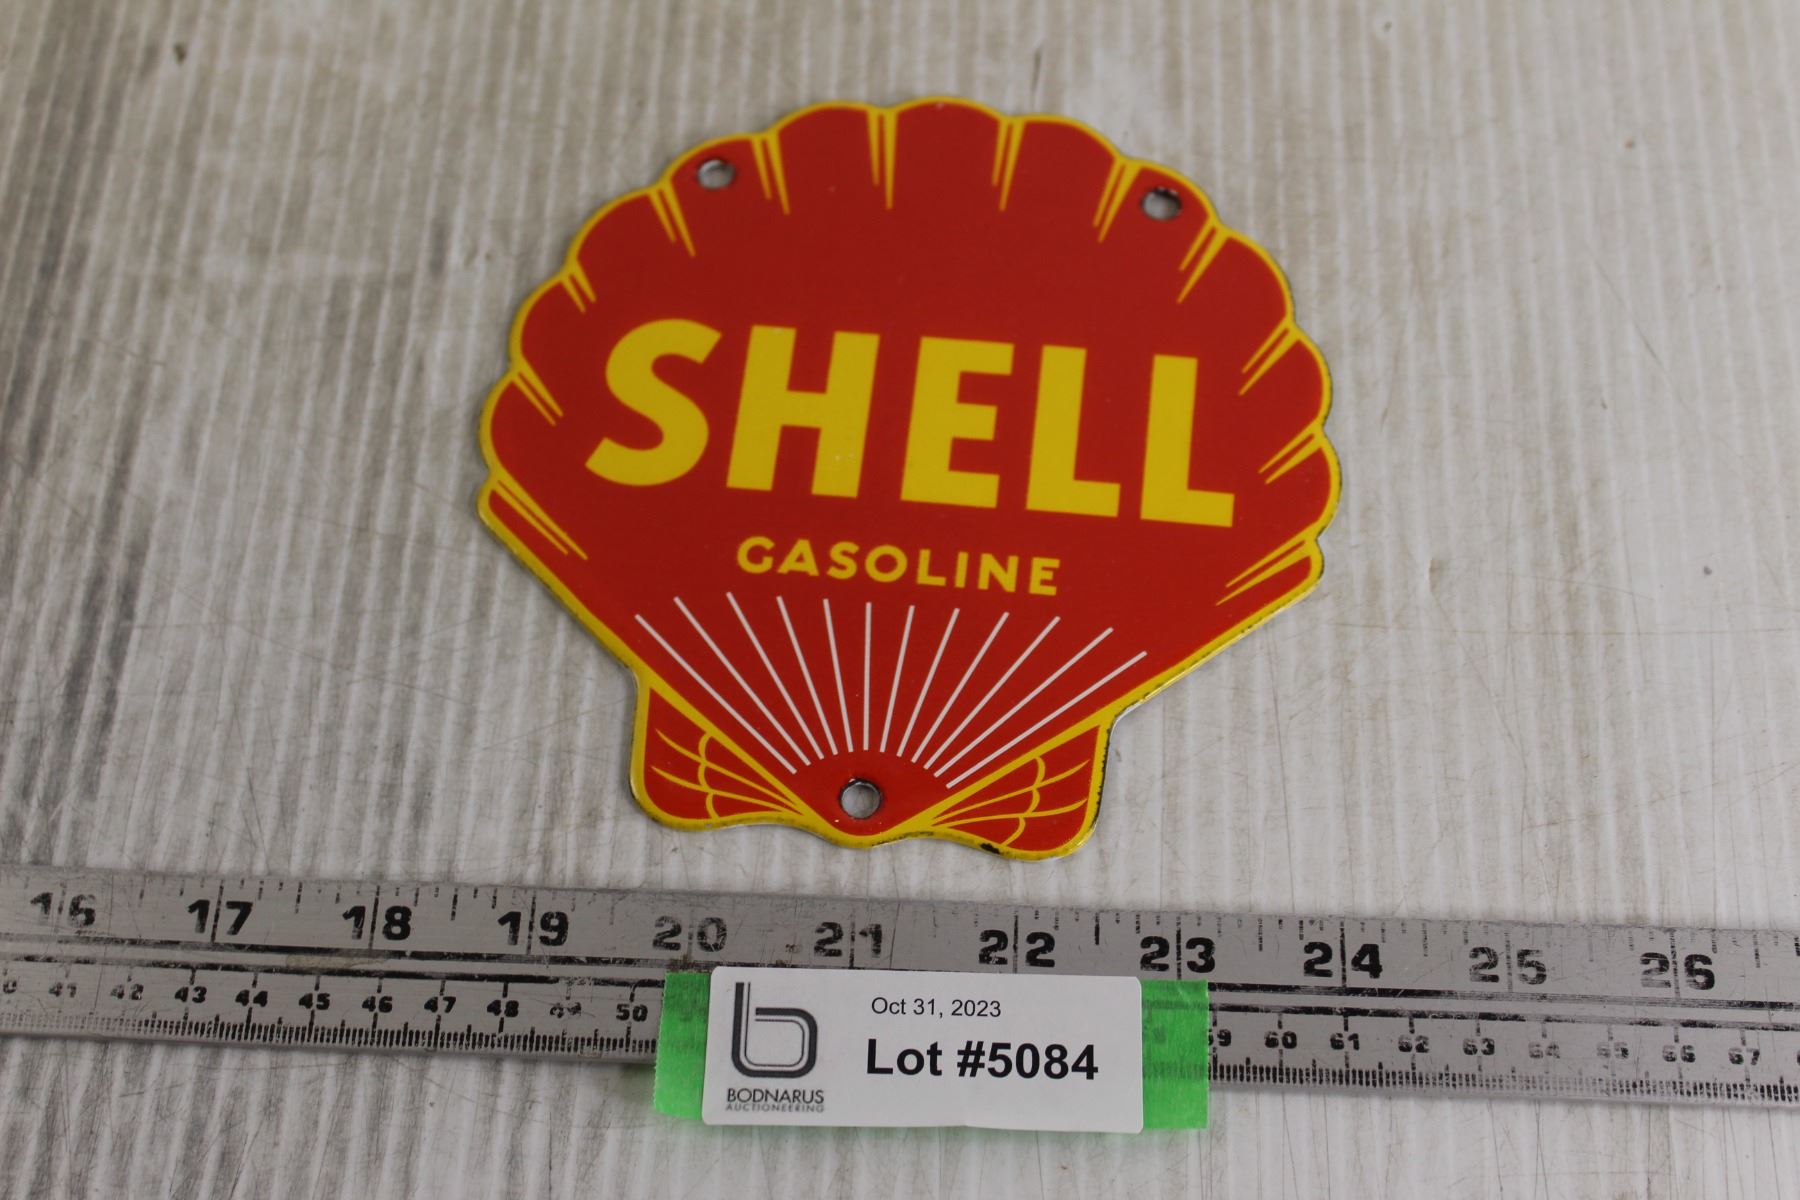 SHELL
GASOLINE
16 17 18 19 20 21 22 23 24 25 26
41 42 43 44 45 46 47 48 49 50 59 60 61 62 63 64 65 66 67
Oct 31, 2023
Lot #5084
BODNARUS
AUCTIONEERING